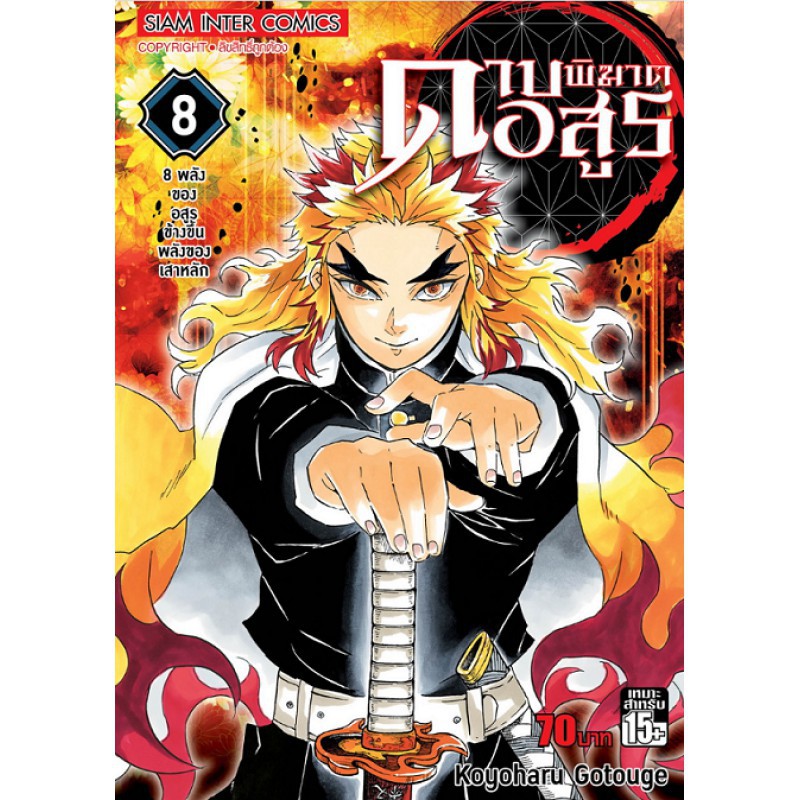 SIAM INTER COMICS
COPYRIGHT • ลิขสิทธิ์ถูกต้อง
8
8 พลัง
ของ
อสูร
ข้างขึ้น
พลังของ
เสาหลัก
ดาบพิฆาต
อสูร
70บาท
เหมาะ
สำหรับ
15+
Koyoharu Gotouge